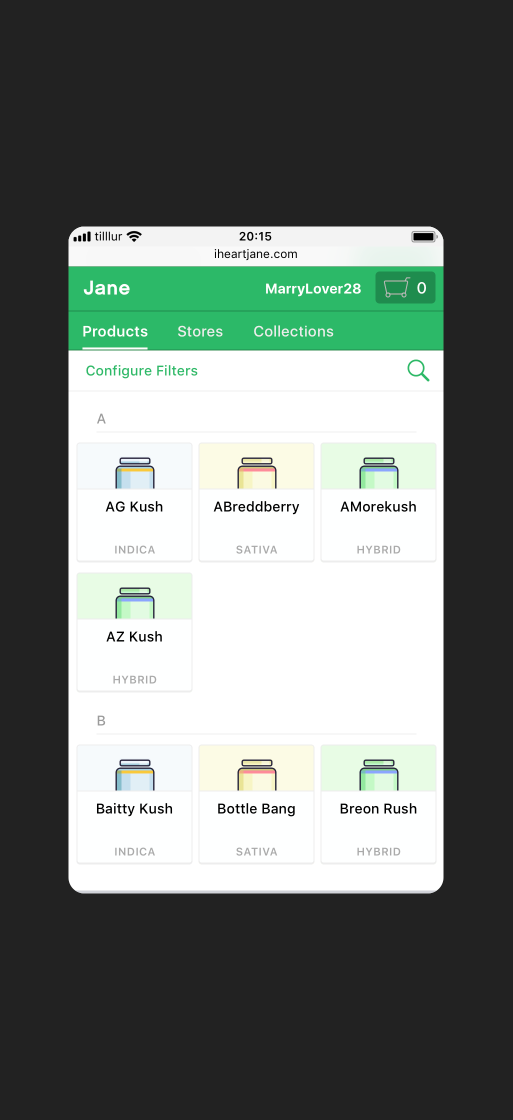 tilllur 20:15
iheartjane.com
Jane MarryLover28 0
Products Stores Collections
Configure Filters
A
AG Kush ABreddberry AMorekush
INDICA SATIVA HYBRID
AZ Kush
HYBRID
B
Baitty Kush Bottle Bang Breon Rush
INDICA SATIVA HYBRID